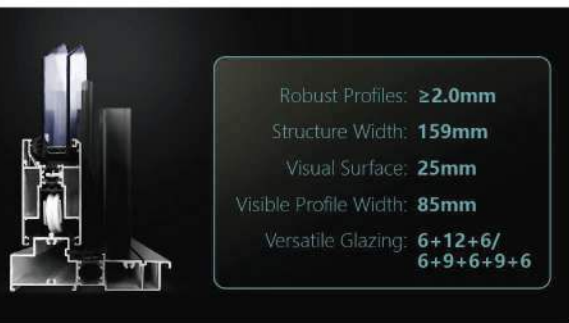 Robust Profiles: ≥2.0mm
Structure Width: 159mm
Visual Surface: 25mm
Visible Profile Width: 85mm
Versatile Glazing: 6+12+6/
6+9+6+9+6